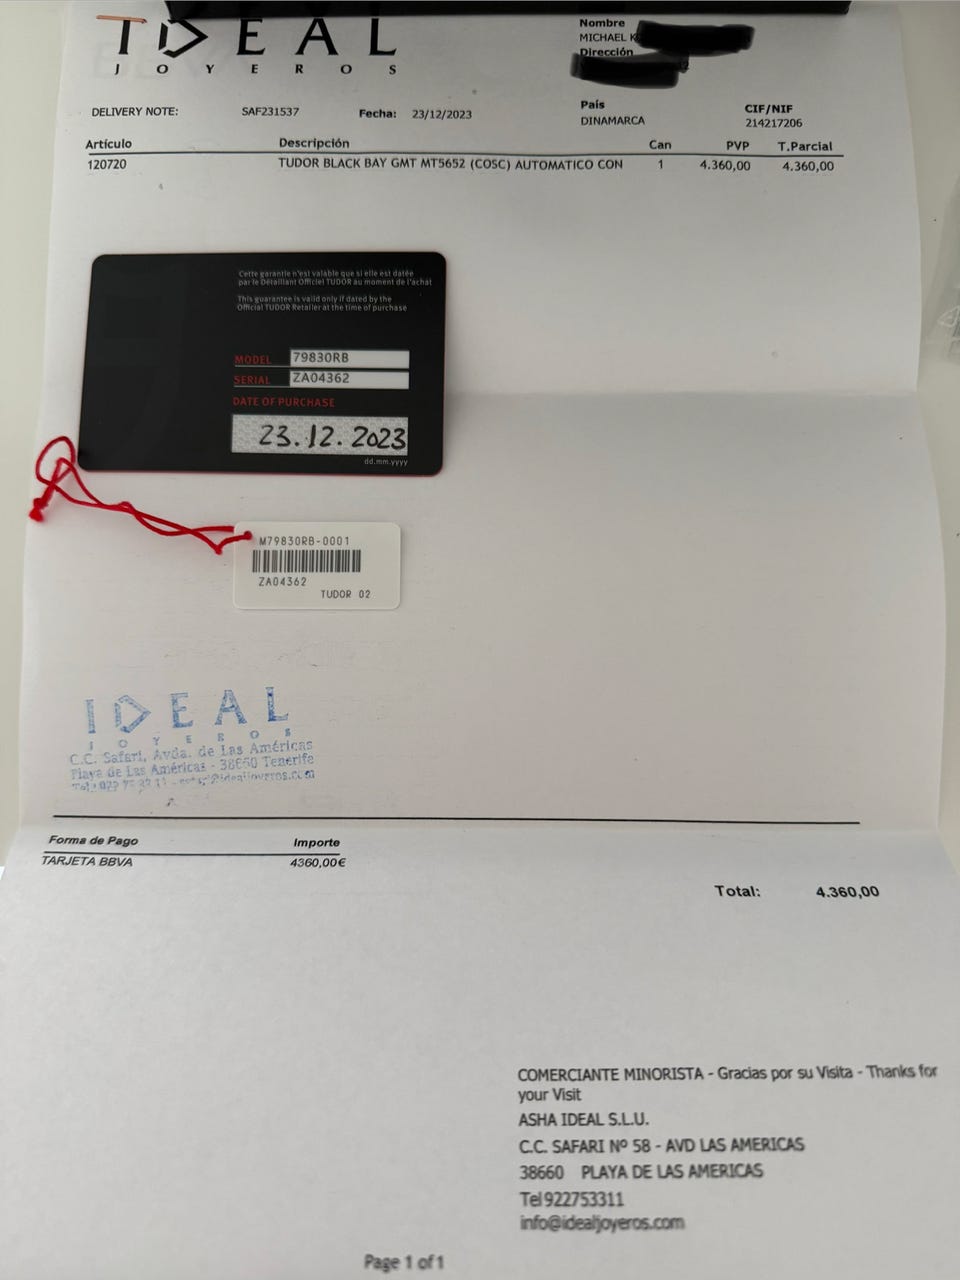 IDEAL
JOYEROS
Nombre
MICHAEL K
Dirección
DELIVERY NOTE: SAF231537 Fecha: 23/12/2023
País
DINAMARCA
CIF/NIF
214217206
Artículo Descripción Can PVP T.Parcial
120720 TUDOR BLACK BAY GMT MT5652 (COSC) AUTOMATICO CON 1 4.360,00 4.360,00
Cette garantie n'est valable que si elle est datée
par le Détaillant Officiel TUDOR au moment de l'achat
This guarantee is valid only if dated by the
Official TUDOR Retailer at the time of purchase
MODEL 79830RB
SERIAL ZA04362
DATE OF PURCHASE
23.12.2023
dd.mm.yyyy
M79830RB-0001
ZA04362
TUDOR 02
IDEAL
JOYEROS
C.C. Safari, Avda. de Las Américas
Playa de Las Américas - 38660 Tenerife
Forma de Pago Importe
TARJETA BBVA 4360,00€
Total: 4.360,00
COMERCIANTE MINORISTA - Gracias por su Visita - Thanks for
your Visit
ASHA IDEAL S.L.U.
C.C. SAFARI Nº 58 - AVD LAS AMERICAS
38660 PLAYA DE LAS AMERICAS
Tel 922753311
info@idealjoyeros.com
Page 1 of 1